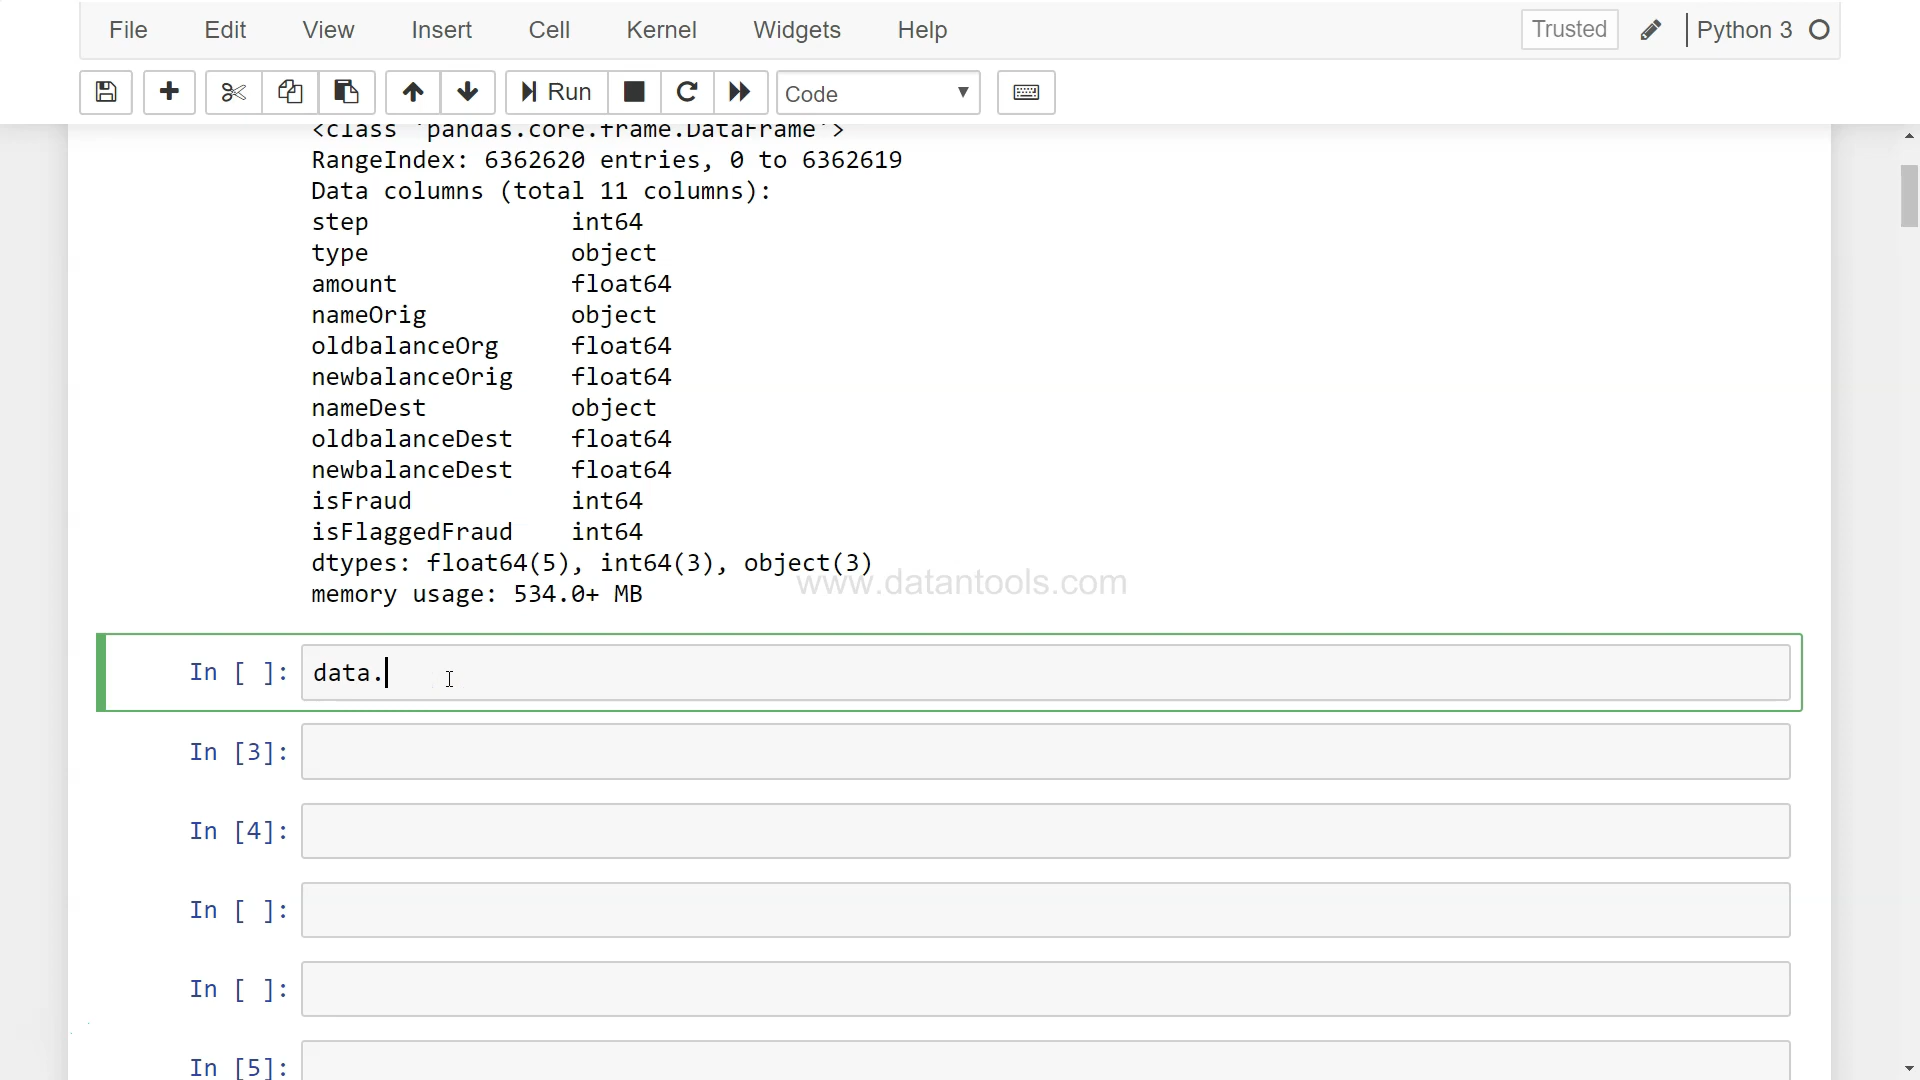 File Edit View Insert Cell Kernel Widgets Help Trusted Python 3
Run Code
<class 'pandas.core.frame.DataFrame'>
RangeIndex: 6362620 entries, 0 to 6362619
Data columns (total 11 columns):
step int64
type object
amount float64
nameOrig object
oldbalanceOrg float64
newbalanceOrig float64
nameDest object
oldbalanceDest float64
newbalanceDest float64
isFraud int64
isFlaggedFraud int64
dtypes: float64(5), int64(3), object(3)
www.datantools.com
memory usage: 534.0+ MB
In [ ]: data.
In [3]:
In [4]:
In [ ]:
In [ ]:
In [5]: